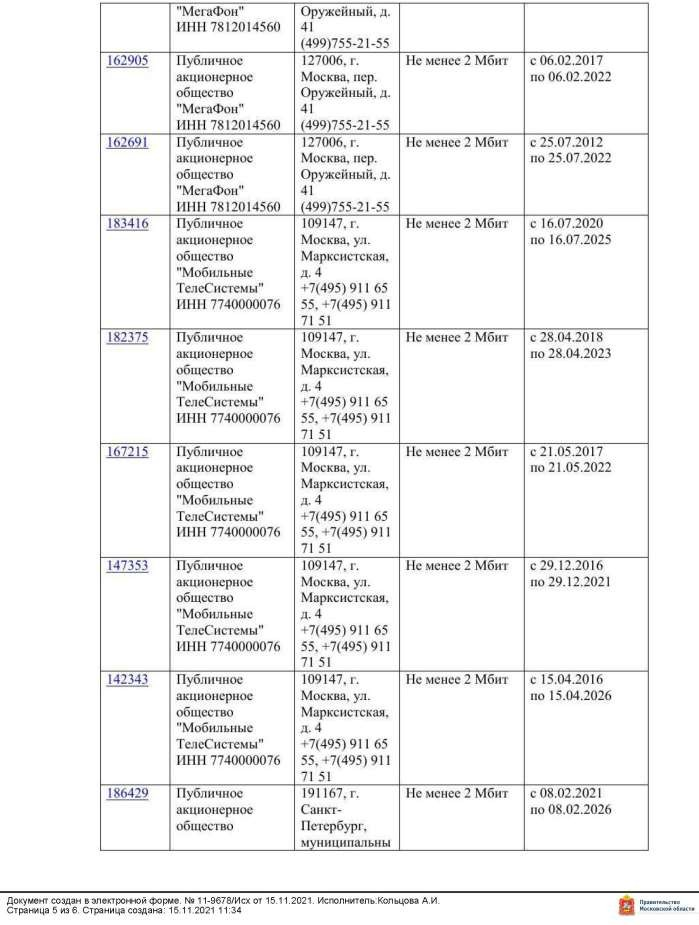 "МегаФон"
ИНН 7812014560
Оружейный, д.
41
(499)755-21-55
162905
Публичное
акционерное
общество
"МегаФон"
ИНН 7812014560
127006, г.
Москва, пер.
Оружейный, д.
41
(499)755-21-55
Не менее 2 Мбит
с 06.02.2017
по 06.02.2022
162691
Публичное
акционерное
общество
"МегаФон"
ИНН 7812014560
127006, г.
Москва, пер.
Оружейный, д.
41
(499)755-21-55
Не менее 2 Мбит
с 25.07.2012
по 25.07.2022
183416
Публичное
акционерное
общество
"Мобильные
ТелеСистемы"
ИНН 7740000076
109147, г.
Москва, ул.
Марксистская,
д. 4
+7(495) 911 65
55, +7(495) 911
71 51
Не менее 2 Мбит
с 16.07.2020
по 16.07.2025
182375
Публичное
акционерное
общество
"Мобильные
ТелеСистемы"
ИНН 7740000076
109147, г.
Москва, ул.
Марксистская,
д. 4
+7(495) 911 65
55, +7(495) 911
71 51
Не менее 2 Мбит
с 28.04.2018
по 28.04.2023
167215
Публичное
акционерное
общество
"Мобильные
ТелеСистемы"
ИНН 7740000076
109147, г.
Москва, ул.
Марксистская,
д. 4
+7(495) 911 65
55, +7(495) 911
71 51
Не менее 2 Мбит
с 21.05.2017
по 21.05.2022
147353
Публичное
акционерное
общество
"Мобильные
ТелеСистемы"
ИНН 7740000076
109147, г.
Москва, ул.
Марксистская,
д. 4
+7(495) 911 65
55, +7(495) 911
71 51
Не менее 2 Мбит
с 29.12.2016
по 29.12.2021
142343
Публичное
акционерное
общество
"Мобильные
ТелеСистемы"
ИНН 7740000076
109147, г.
Москва, ул.
Марксистская,
д. 4
+7(495) 911 65
55, +7(495) 911
71 51
Не менее 2 Мбит
с 15.04.2016
по 15.04.2026
186429
Публичное
акционерное
общество
191167, г.
Санкт-
Петербург,
муниципальны
Не менее 2 Мбит
с 08.02.2021
по 08.02.2026
Документ создан в электронной форме. № 11-9678/Исх от 15.11.2021. Исполнитель:Кольцова А.И.
Страница 5 из 6. Страница создана: 15.11.2021 11:34
Правительство
Московской области